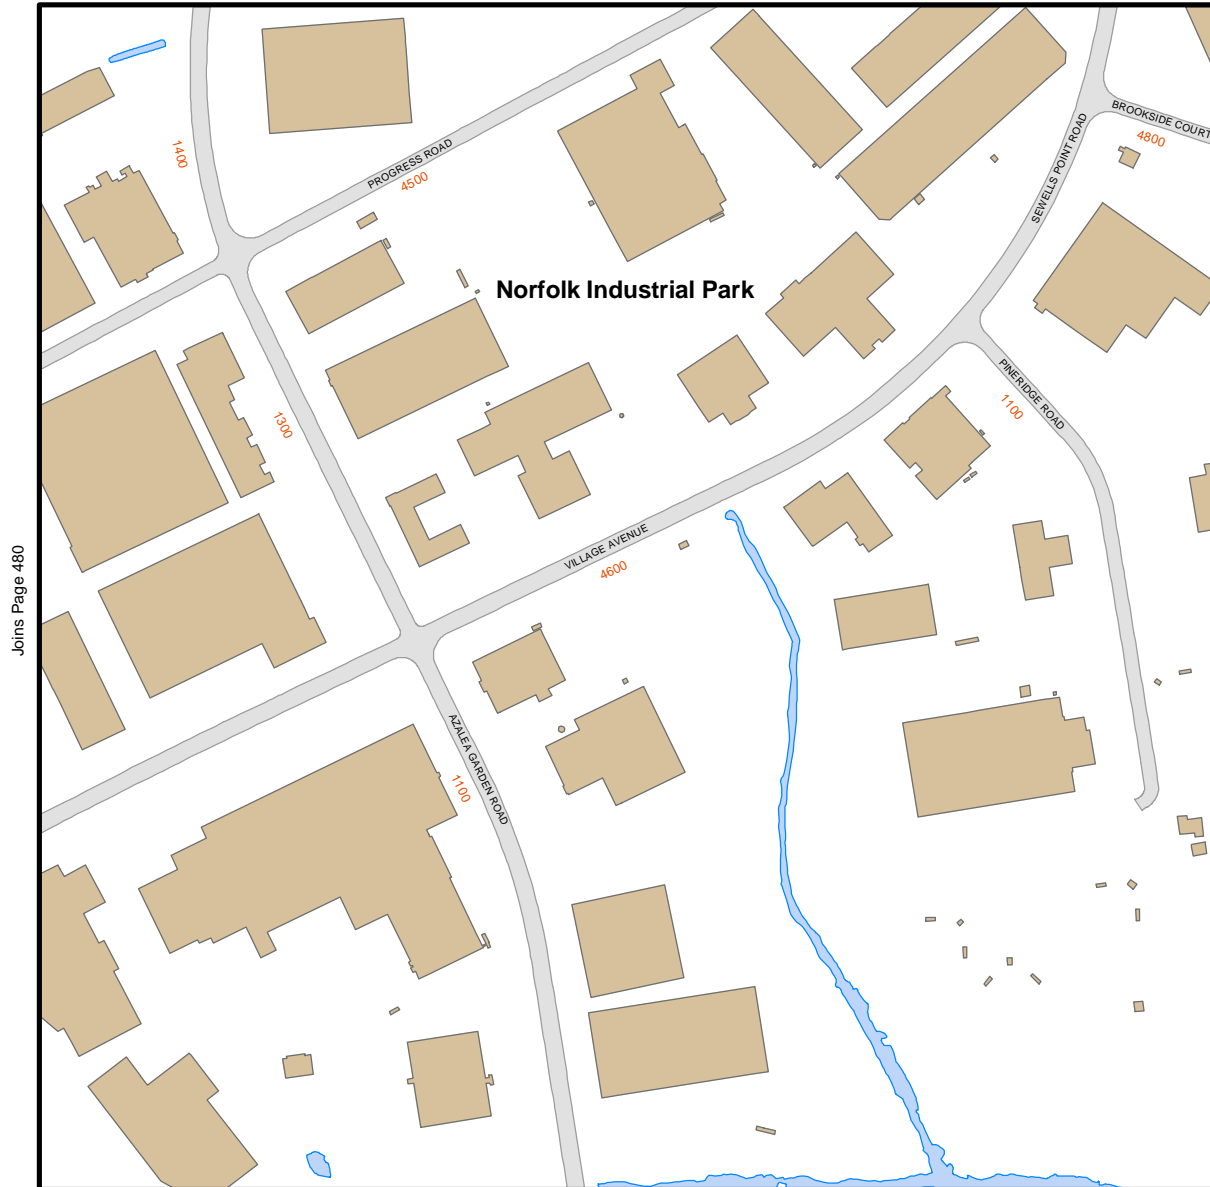 BROOKSIDE COURT
4800
SEWELLS POINT ROAD
PROGRESS ROAD
4500
1400
Norfolk Industrial Park
PINERIDGE ROAD
1100
1300
VILLAGE AVENUE
4600
Joins Page 480
AZALEA GARDEN ROAD
1100